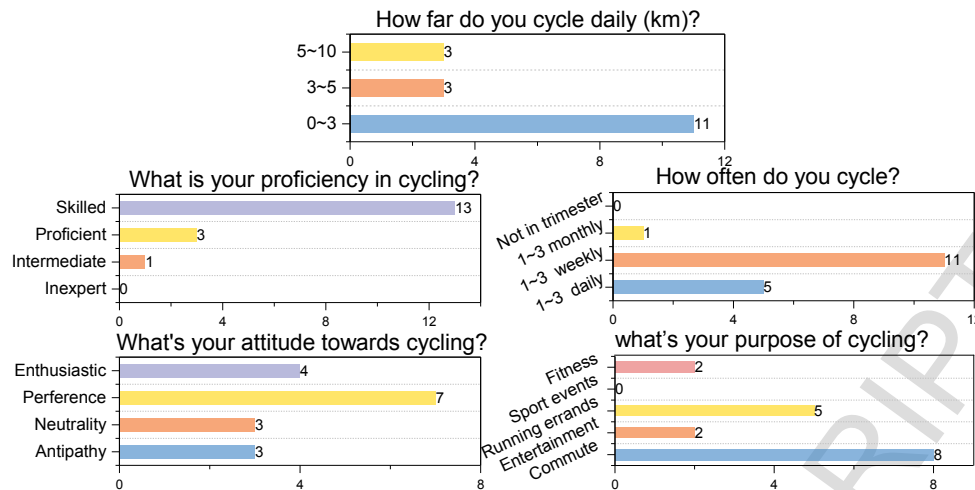 How far do you cycle daily (km)?
5~10 3
3~5 3
0~3 11
0 4 8 12
What is your proficiency in cycling?
Skilled 13
Proficient 3
Intermediate 1
Inexpert 0
0 4 8 12
How often do you cycle?
Not in trimester 0
1~3 monthly 1
1~3 weekly 11
1~3 daily 5
0 4 8 12
What's your attitude towards cycling?
Enthusiastic 4
Perference 7
Neutrality 3
Antipathy 3
0 4 8
what's your purpose of cycling?
Fitness 2
Sport events 0
Running errands 5
Entertainment 2
Commute 8
0 4 8
RIPT